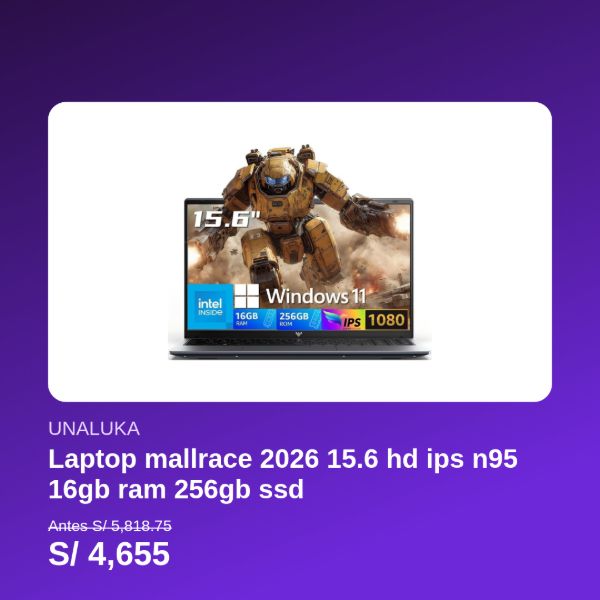 15.6"
intel
INSIDE
Windows 11
16GB
RAM
256GB
ROM
IPS
1080
UNALUKA
Laptop mallrace 2026 15.6 hd ips n95
16gb ram 256gb ssd
Antes S/ 5,818.75
S/ 4,655